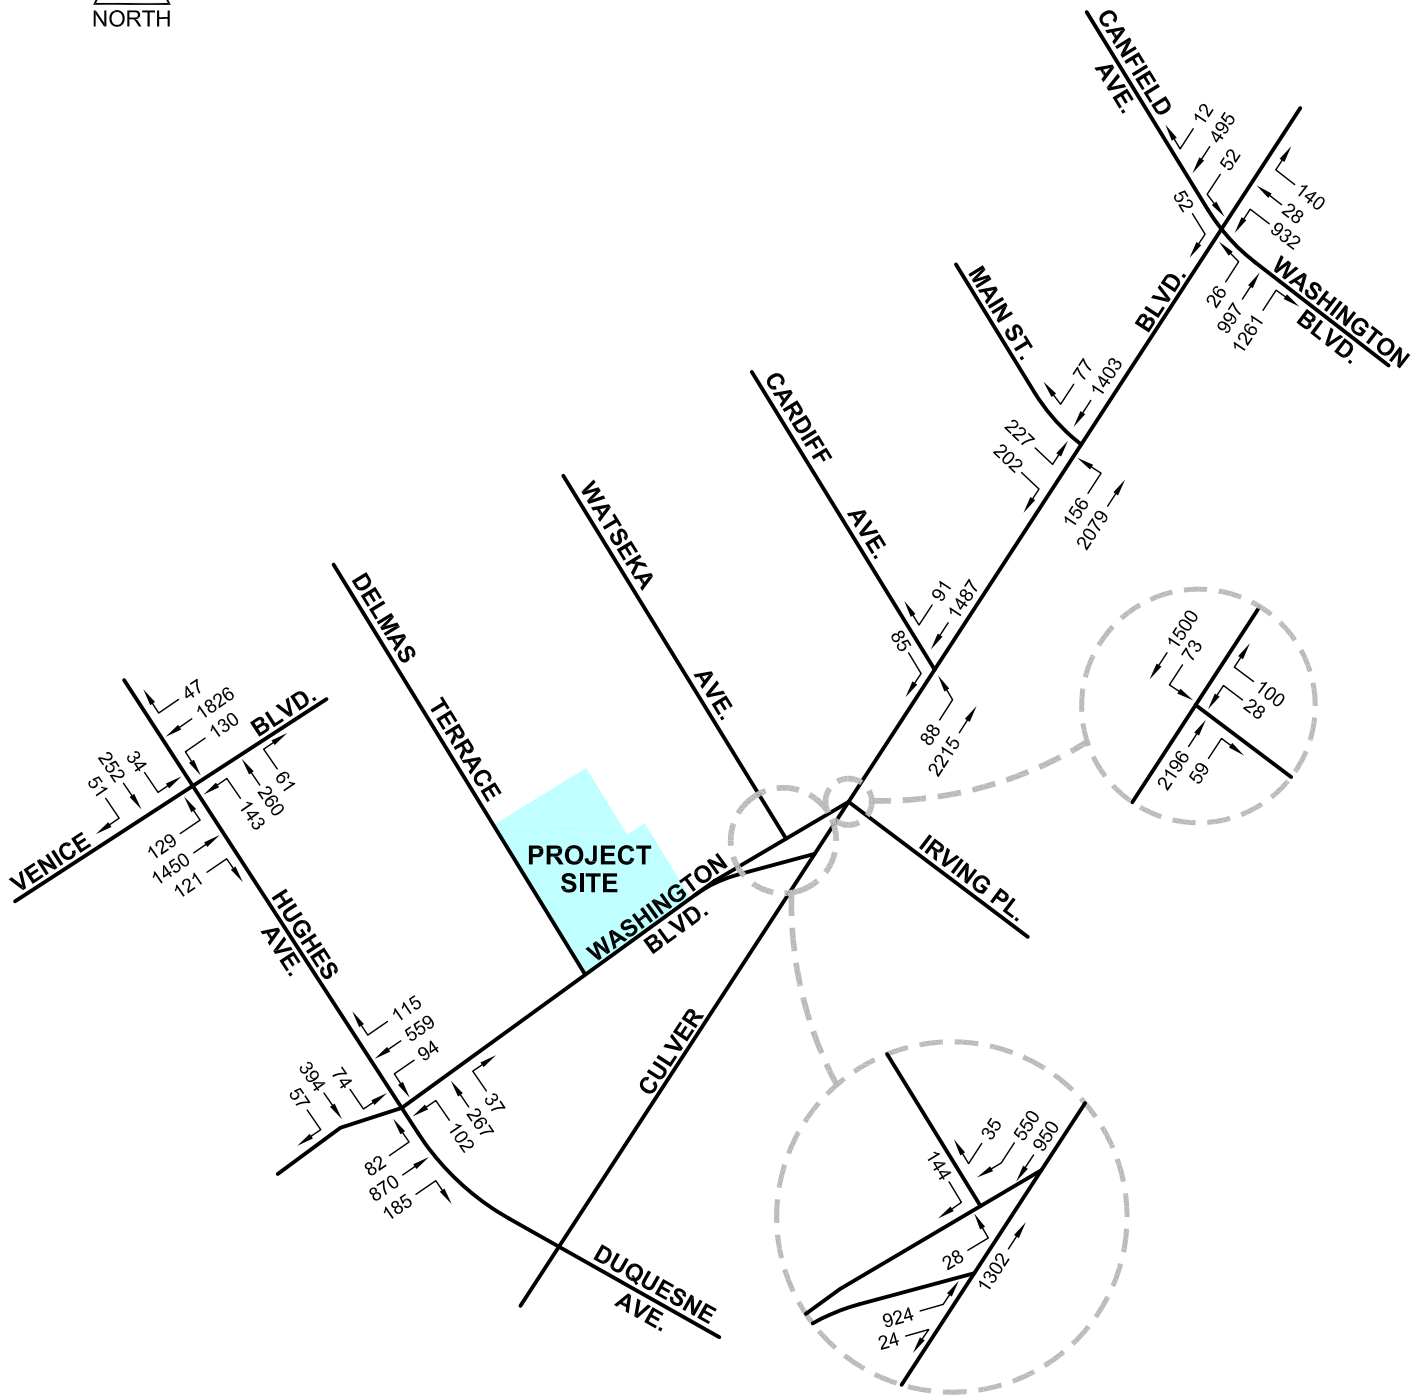 NORTH
CANFIELD
AVE.
12
495
52
52
140
28
932
WASHINGTON
BLVD.
26
997
1261
BLVD.
MAIN ST.
77
1403
227
202
156
2079
CARDIFF
AVE.
91
1487
85
88
2215
WATSEKA
AVE.
DELMAS
TERRACE
1500
73
100
28
2196
59
47
1826
130
BLVD.
34
252
51
61
260
143
129
1450
121
VENICE
HUGHES
AVE.
PROJECT
SITE
WASHINGTON
BLVD.
IRVING PL.
CULVER
115
559
94
394
74
57
37
267
102
82
870
185
DUQUESNE
AVE.
35
550
950
144
28
1302
924
24